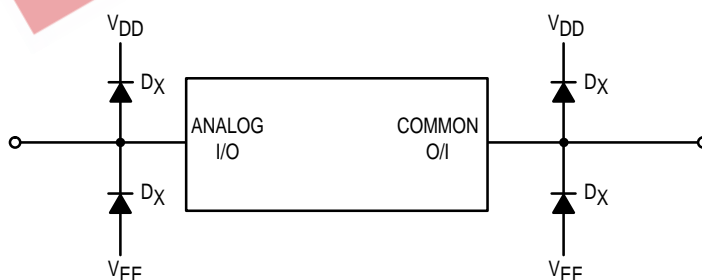 VDD
VDD
DX
DX
ANALOG
I/O
COMMON
O/I
DX
DX
VEE
VEE